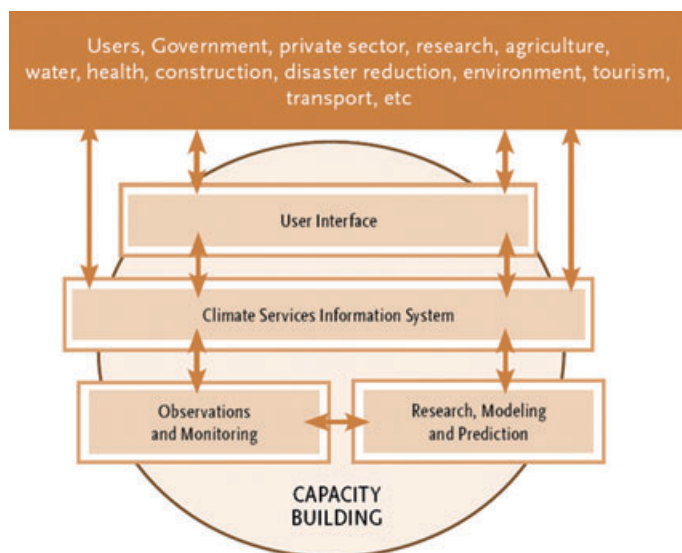 Users, Government, private sector, research, agriculture,
water, health, construction, disaster reduction, environment, tourism,
transport, etc
User Interface
Climate Services Information System
Observations
and Monitoring
Research, Modeling
and Prediction
CAPACITY
BUILDING